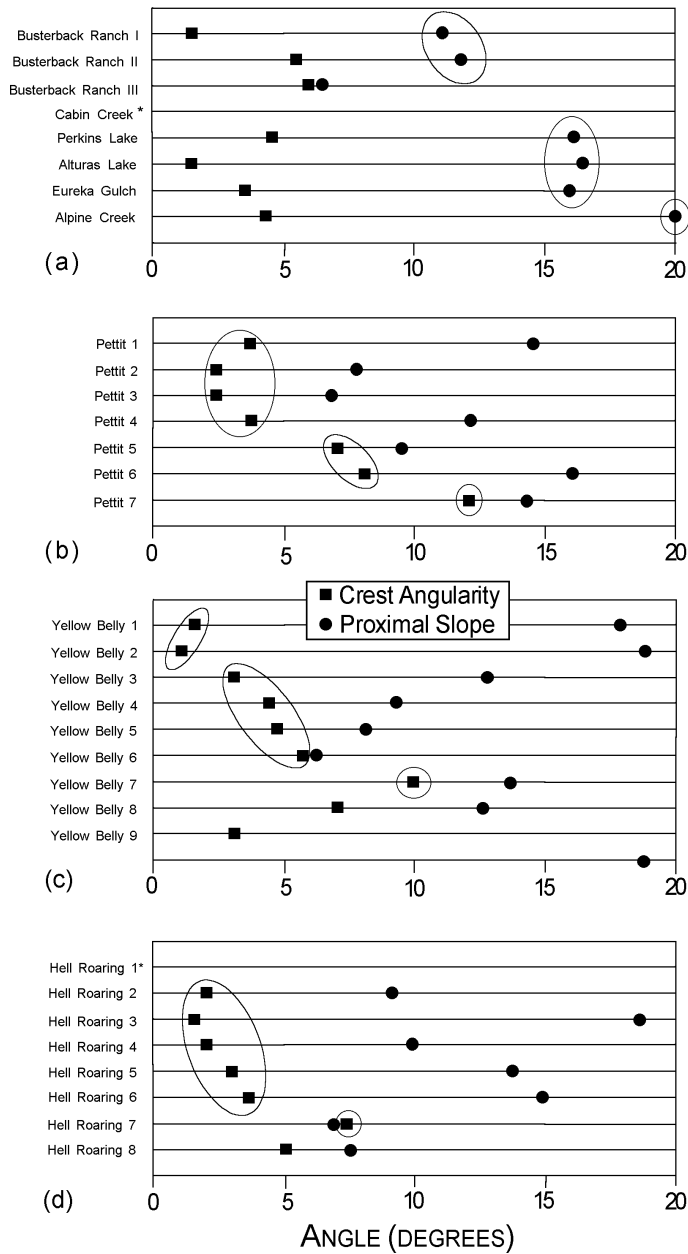 Busterback Ranch I
Busterback Ranch II
Busterback Ranch III
Cabin Creek *
Perkins Lake
Alturas Lake
Eureka Gulch
Alpine Creek
(a)
0 5 10 15 20
Pettit 1
Pettit 2
Pettit 3
Pettit 4
Pettit 5
Pettit 6
Pettit 7
(b)
0 5 10 15 20
Crest Angularity
Proximal Slope
Yellow Belly 1
Yellow Belly 2
Yellow Belly 3
Yellow Belly 4
Yellow Belly 5
Yellow Belly 6
Yellow Belly 7
Yellow Belly 8
Yellow Belly 9
(c)
0 5 10 15 20
Hell Roaring 1*
Hell Roaring 2
Hell Roaring 3
Hell Roaring 4
Hell Roaring 5
Hell Roaring 6
Hell Roaring 7
Hell Roaring 8
(d)
0 5 10 15 20
ANGLE (DEGREES)